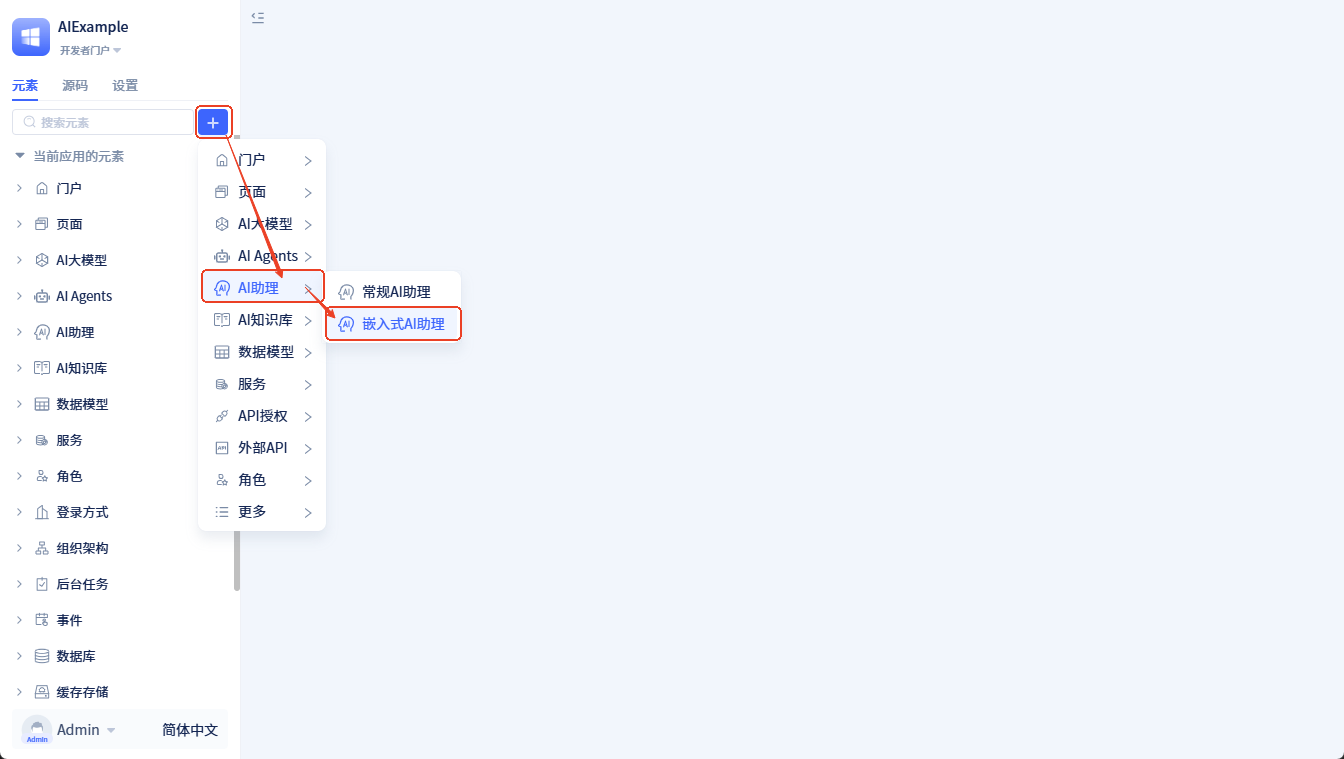 AIExample
开发者门户
元素 源码 设置
搜索元素
当前应用的元素
门户
页面
AI大模型
AI Agents
AI助理
AI知识库
数据模型
服务
角色
登录方式
组织架构
后台任务
事件
数据库
缓存存储
Admin
Admin
简体中文
门户
页面
AI大模型
AI Agents
AI助理
AI知识库
数据模型
服务
API授权
外部API
角色
更多
常规AI助理
嵌入式AI助理